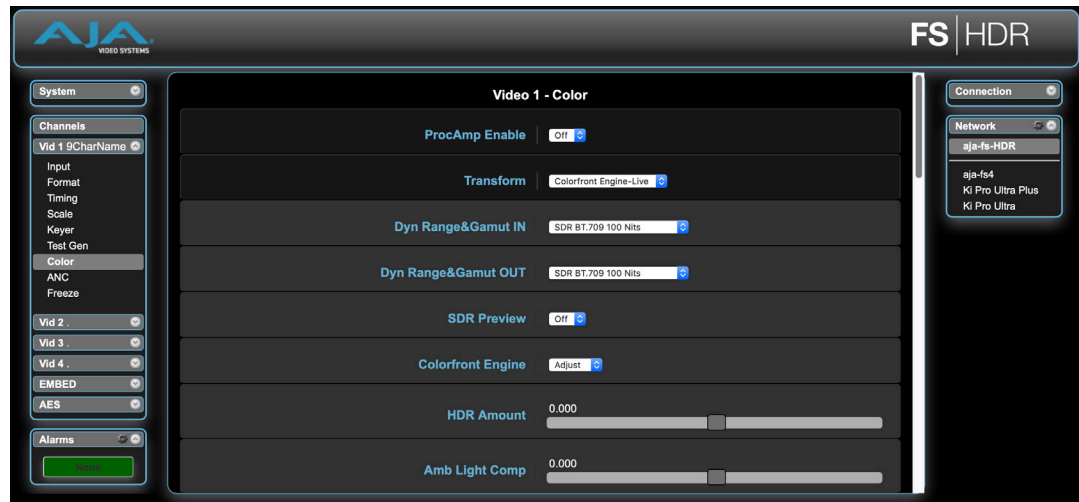 AJA
VIDEO SYSTEMS
FS|HDR
System
Channels
Vid 1 9CharName
Input
Format
Timing
Scale
Keyer
Test Gen
Color
ANC
Freeze
Vid 2 .
Vid 3 .
Vid 4 .
EMBED
AES
Alarms
None
Video 1 - Color
ProcAmp Enable Off
Transform Colorfront Engine-Live
Dyn Range&Gamut IN SDR BT.709 100 Nits
Dyn Range&Gamut OUT SDR BT.709 100 Nits
SDR Preview Off
Colorfront Engine Adjust
HDR Amount 0.000
Amb Light Comp 0.000
Connection
Network
aja-fs-HDR
aja-fs4
Ki Pro Ultra Plus
Ki Pro Ultra